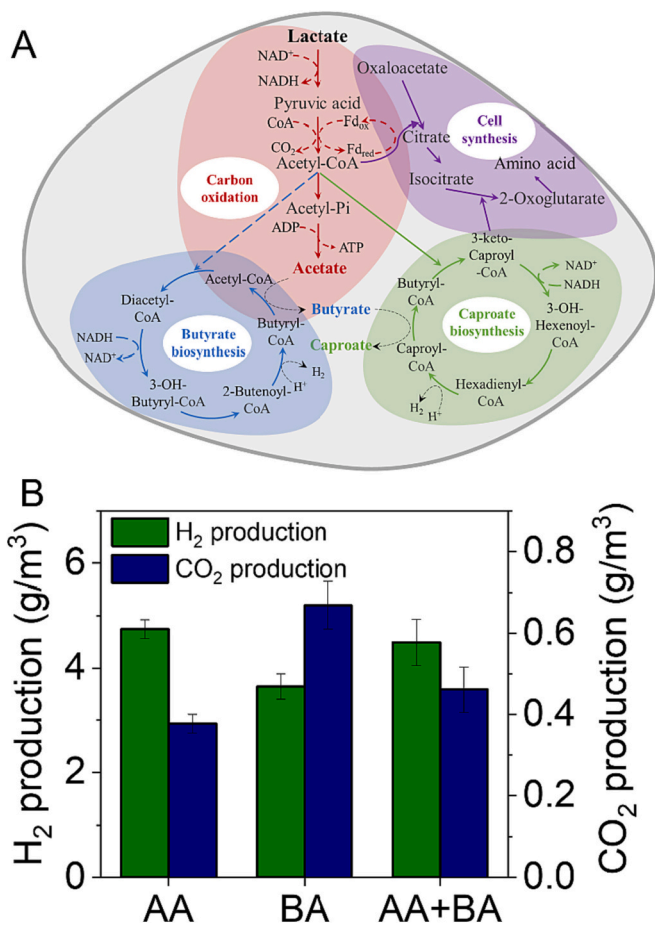 A
Lactate
NAD+
NADH
Pyruvic acid
CoA
Fdox
CO2
Fdred
Acetyl-CoA
Carbon
oxidation
Acetyl-Pi
ADP
ATP
Acetate
Oxaloacetate
Citrate
Cell
synthesis
Amino acid
Isocitrate
2-Oxoglutarate
Acetyl-CoA
Diacetyl-
CoA
NADH
NAD+
Butyrate
biosynthesis
Butyryl-
CoA
H2
H+
3-OH-
Butyryl-CoA
2-Butenoyl-
CoA
Butyrate
Caproate
3-keto-
Caproyl
-CoA
Butyryl-
CoA
NAD+
NADH
Caproate
biosynthesis
3-OH-
Hexenoyl-
CoA
Caproyl-
CoA
Hexadienyl-
CoA
H2
H+
B
H2 production (g/m3)
6
4
2
0
H2 production
CO2 production
0.8
0.6
0.4
0.2
0.0
CO2 production (g/m3)
AA
BA
AA+BA